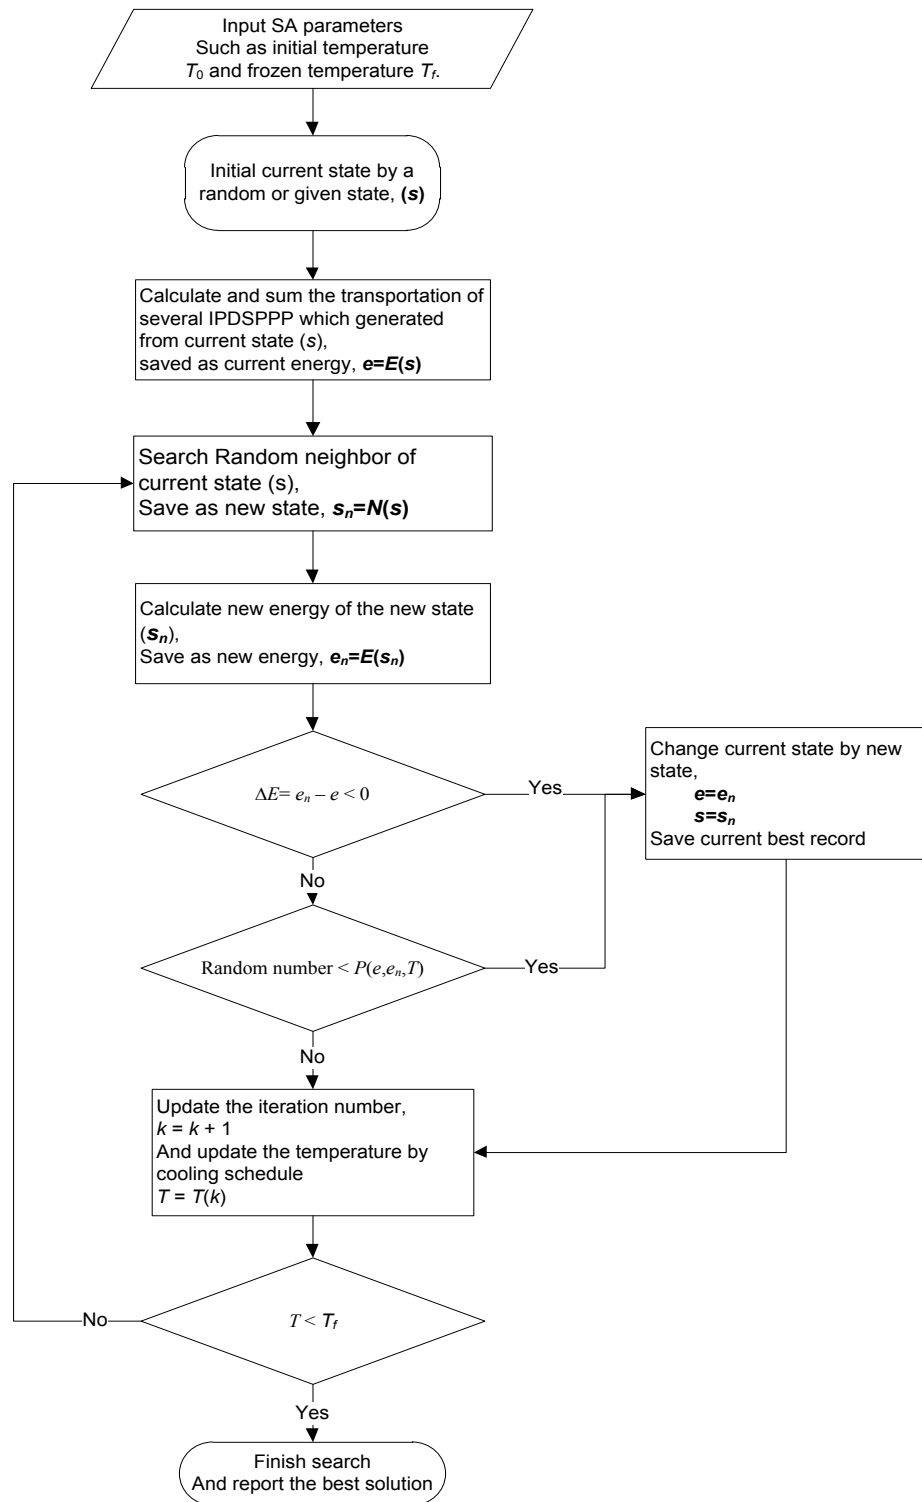 Input SA parameters
Such as initial temperature
T0 and frozen temperature Tf.
Initial current state by a
random or given state, (s)
Calculate and sum the transportation of
several IPDSPPP which generated
from current state (s),
saved as current energy, e=E(s)
Search Random neighbor of
current state (s),
Save as new state, sn=N(s)
Calculate new energy of the new state
(sn),
Save as new energy, en=E(sn)
ΔE= en – e < 0
Yes
Change current state by new
state,
e=en
s=sn
Save current best record
No
Random number < P(e,en,T)
Yes
No
Update the iteration number,
k = k + 1
And update the temperature by
cooling schedule
T = T(k)
T < Tf
No
Yes
Finish search
And report the best solution